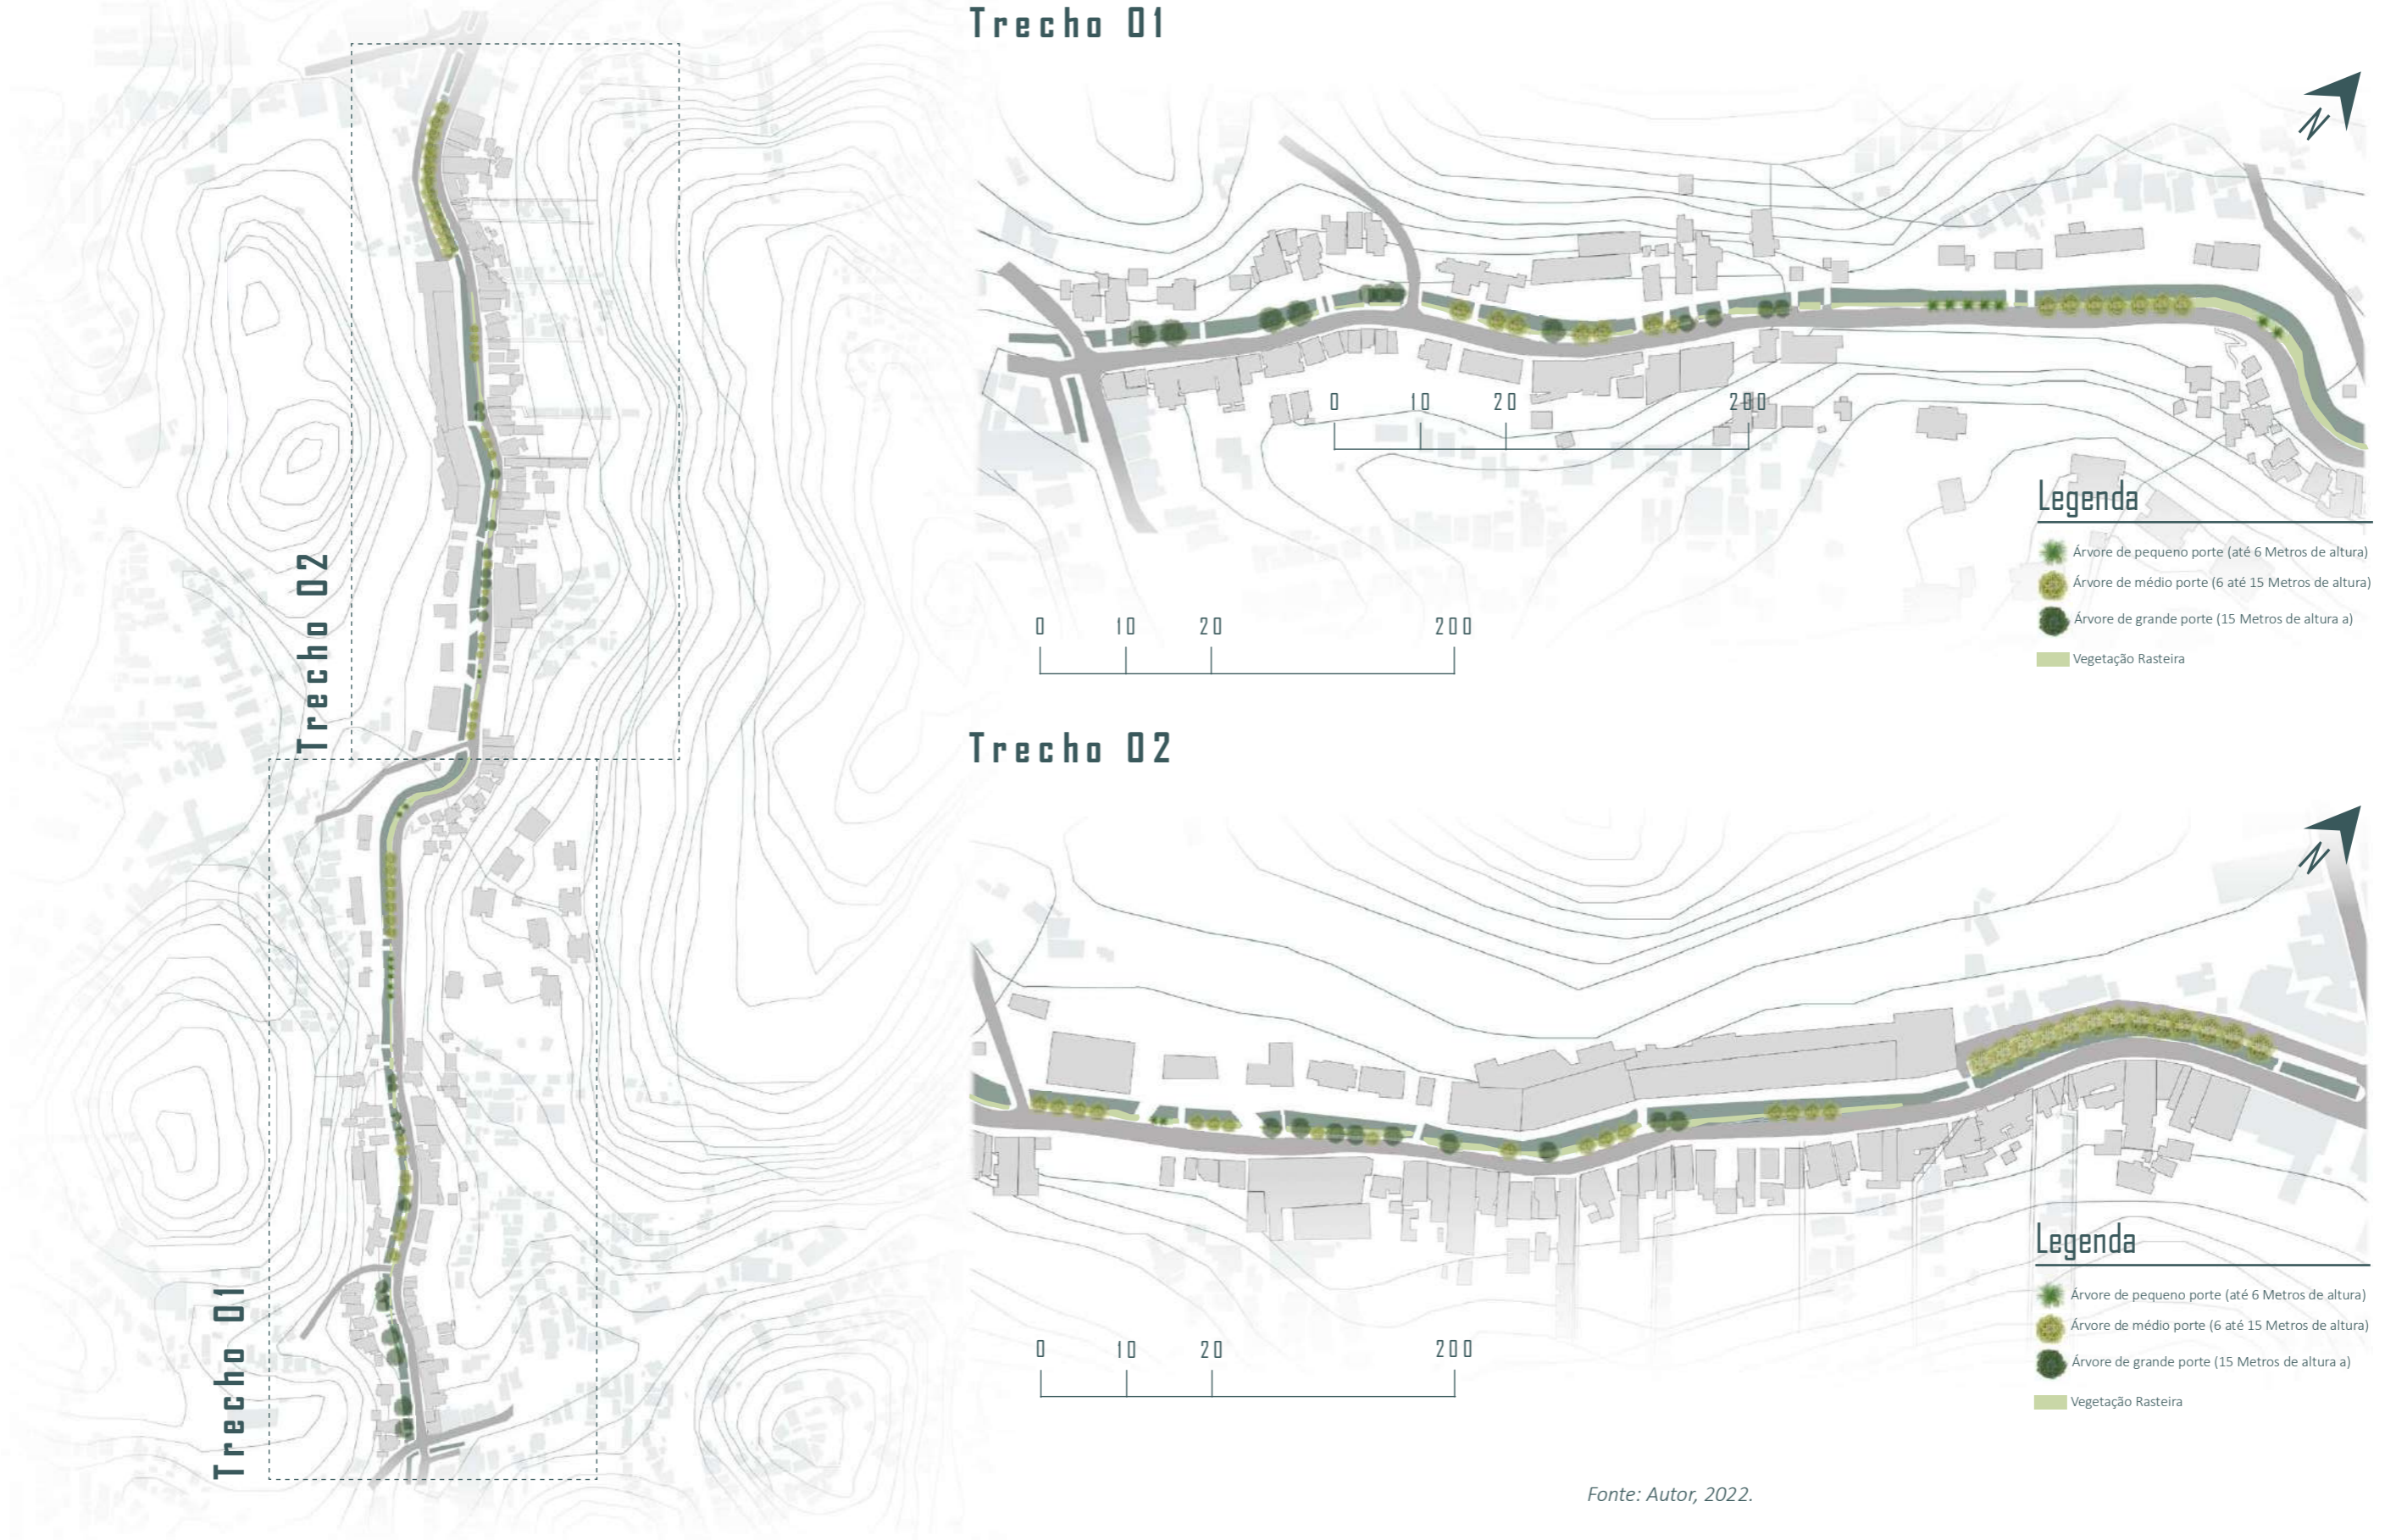 Trecho 02
Trecho 01
Trecho 01
N
0 10 20 200
Legenda
Árvore de pequeno porte (até 6 Metros de altura)
Árvore de médio porte (6 até 15 Metros de altura)
Árvore de grande porte (15 Metros de altura a)
Vegetação Rasteira
0 10 20 200
Trecho 02
N
Legenda
Árvore de pequeno porte (até 6 Metros de altura)
Árvore de médio porte (6 até 15 Metros de altura)
Árvore de grande porte (15 Metros de altura a)
Vegetação Rasteira
0 10 20 200
Fonte: Autor, 2022.